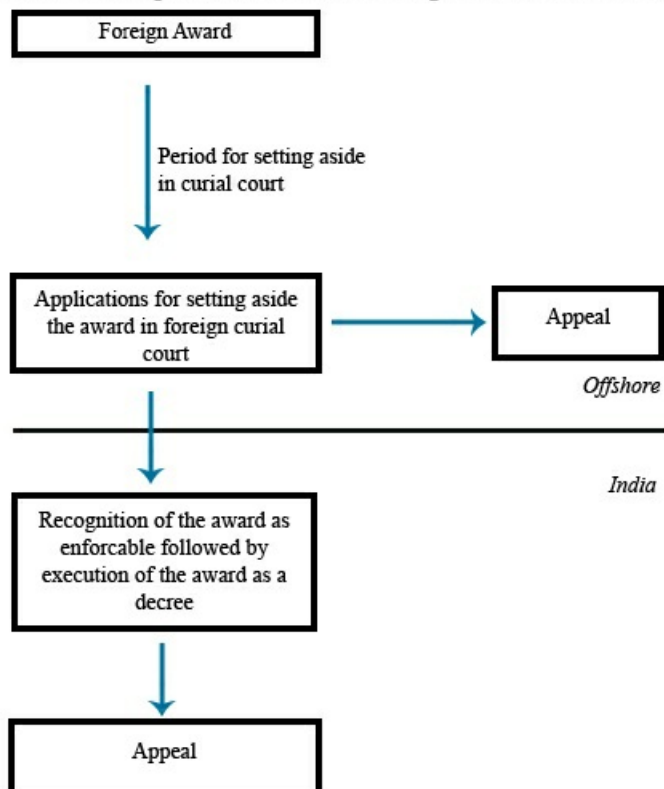 Foreign Award
Period for setting aside
in curial court
Applications for setting aside
the award in foreign curial
court
Appeal
Offshore
India
Recognition of the award as
enforcable followed by
execution of the award as a
decree
Appeal